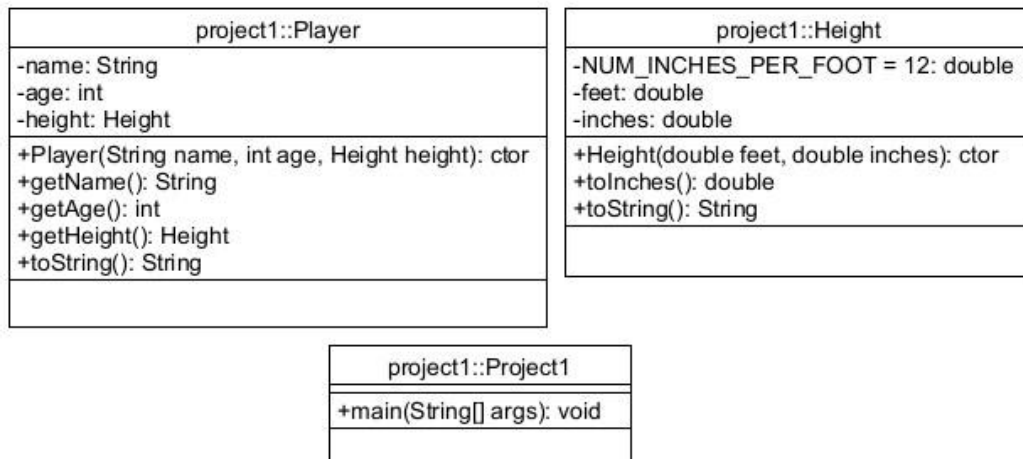 project1::Player
-name: String
-age: int
-height: Height
+Player(String name, int age, Height height): ctor
+getName(): String
+getAge(): int
+getHeight(): Height
+toString(): String
project1::Height
-NUM_INCHES_PER_FOOT = 12: double
-feet: double
-inches: double
+Height(double feet, double inches): ctor
+toInches(): double
+toString(): String
project1::Project1
+main(String[] args): void